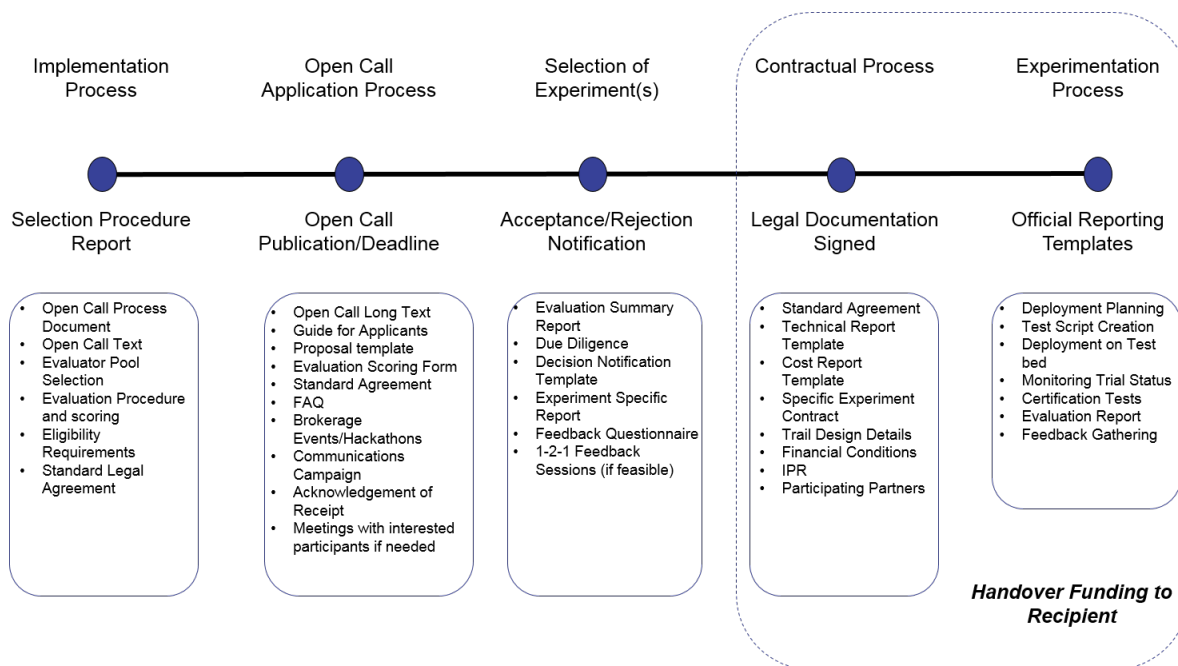 Implementation
Process
Open Call
Application Process
Selection of
Experiment(s)
Contractual Process
Experimentation
Process
Selection Procedure
Report
Open Call
Publication/Deadline
Acceptance/Rejection
Notification
Legal Documentation
Signed
Official Reporting
Templates
• Open Call Process
Document
• Open Call Text
• Evaluator Pool
Selection
• Evaluation Procedure
and scoring
• Eligibility
Requirements
• Standard Legal
Agreement
• Open Call Long Text
• Guide for Applicants
• Proposal template
• Evaluation Scoring Form
• Standard Agreement
• FAQ
• Brokerage
Events/Hackathons
• Communications
Campaign
• Acknowledgement of
Receipt
• Meetings with interested
participants if needed
• Evaluation Summary
Report
• Due Diligence
• Decision Notification
Template
• Experiment Specific
Report
• Feedback Questionnaire
• 1-2-1 Feedback
Sessions (if feasible)
• Standard Agreement
• Technical Report
Template
• Cost Report
Template
• Specific Experiment
Contract
• Trail Design Details
• Financial Conditions
• IPR
• Participating Partners
• Deployment Planning
• Test Script Creation
• Deployment on Test
bed
• Monitoring Trial Status
• Certification Tests
• Evaluation Report
• Feedback Gathering
Handover Funding to
Recipient